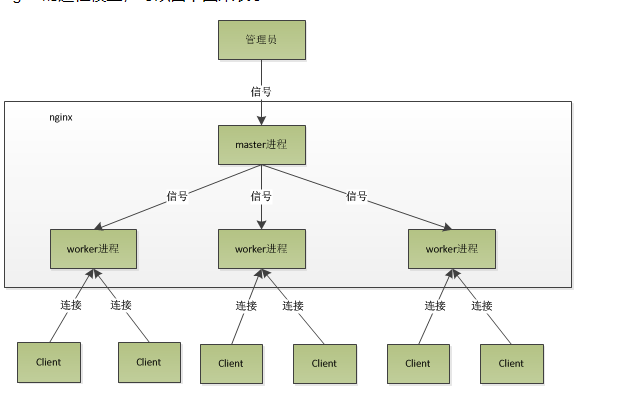 管理员
信号
nginx
master进程
信号 信号 信号
worker进程 worker进程 worker进程
连接 连接 连接 连接 连接 连接
Client Client Client Client Client Client